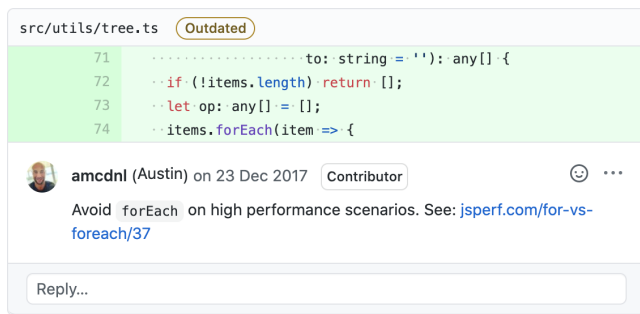 src/utils/tree.ts Outdated
71 ···················to: string = ''): any[] {
72 ··if (!items.length) return [];
73 ··let op: any[] = [];
74 ··items.forEach(item => {
amcdnl (Austin) on 23 Dec 2017 Contributor
Avoid forEach on high performance scenarios. See: jsperf.com/for-vs-
foreach/37
Reply...